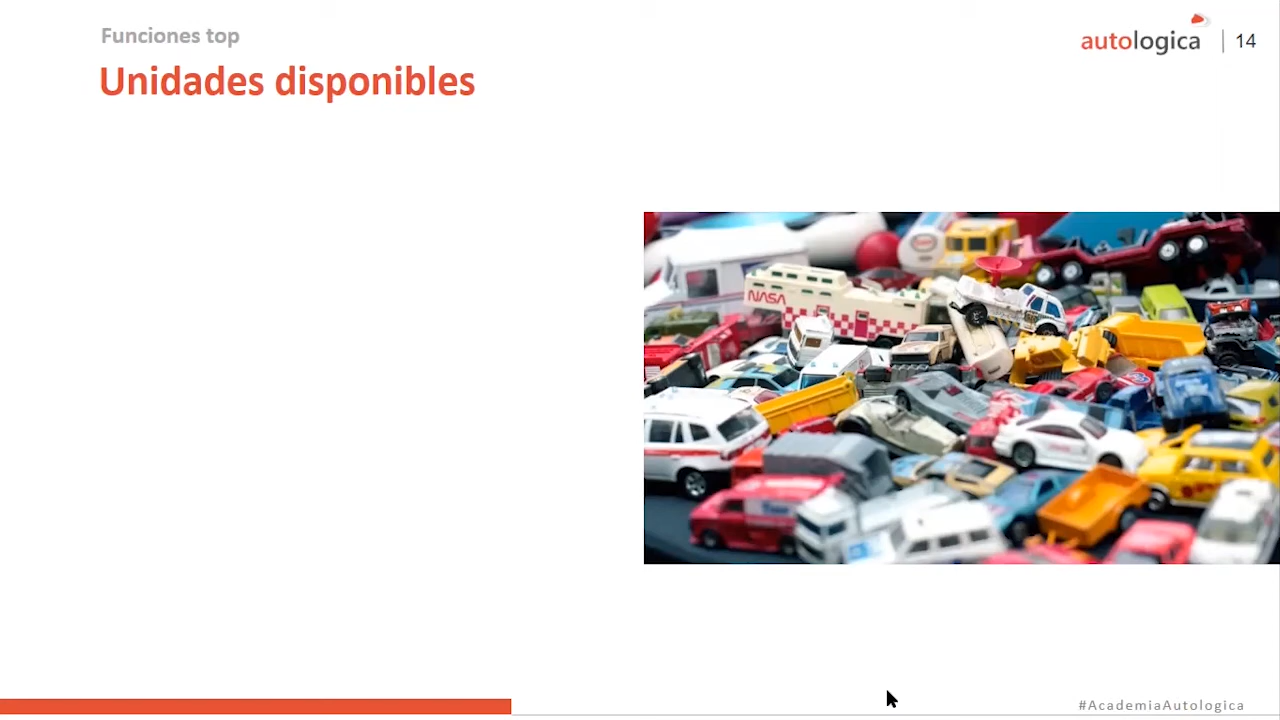 Funciones top
autologica | 14
Unidades disponibles
NASA
#AcademiaAutologica